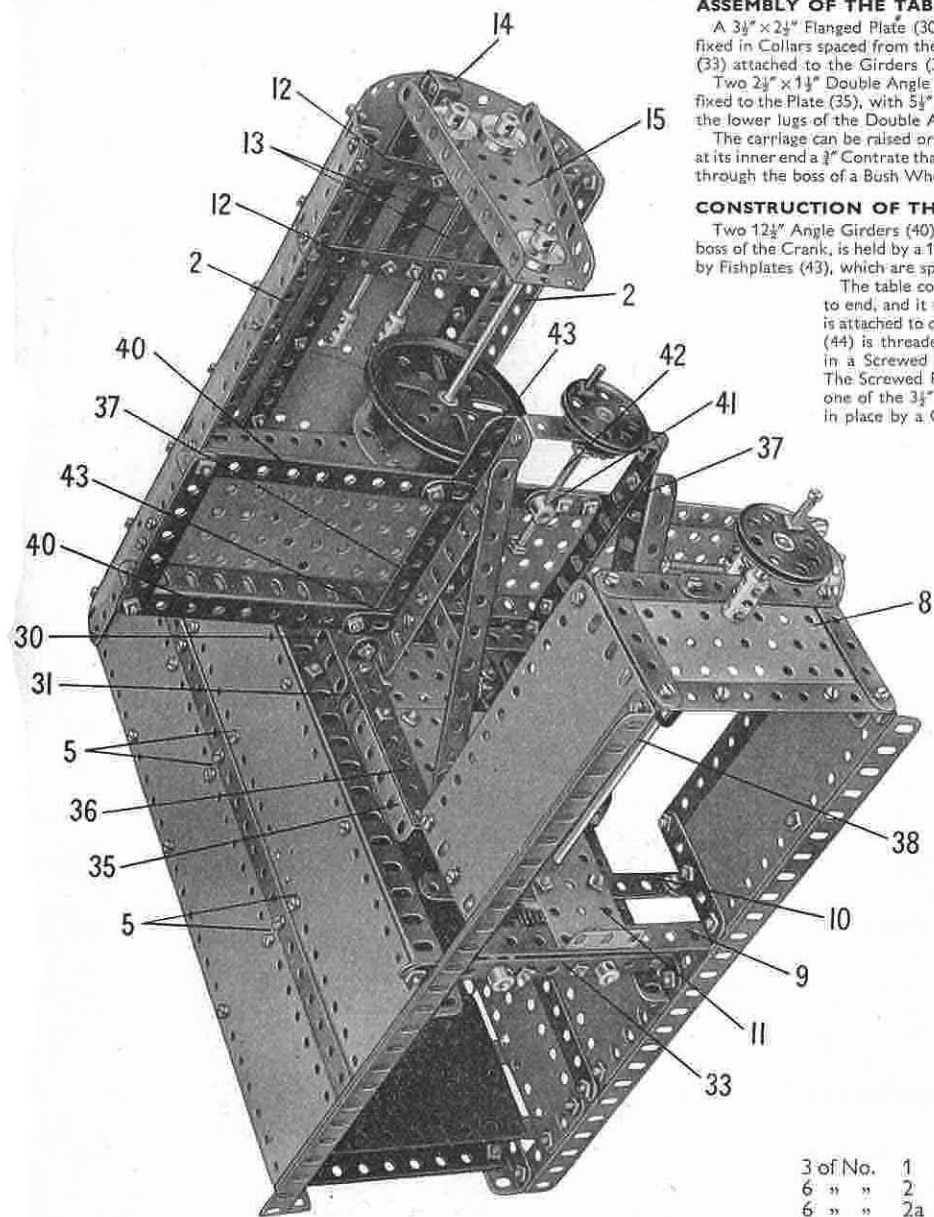 ASSEMBLY OF THE TAB
A 3½" × 2½" Flanged Plate (30
fixed in Collars spaced from the
(33) attached to the Girders (3
Two 2½" × 1½" Double Angle
fixed to the Plate (35), with 5½"
the lower lugs of the Double A
The carriage can be raised or
at its inner end a ¾" Contrate tha
through the boss of a Bush Whe
CONSTRUCTION OF TH
Two 12½" Angle Girders (40)
boss of the Crank, is held by a 1
by Fishplates (43), which are sp
The table co
to end, and it
is attached to c
(44) is threade
in a Screwed
The Screwed R
one of the 3½"
in place by a C
14
12
13
15
12
2
2
43
40
42
41
37
37
43
40
8
30
31
5
36
38
35
10
5
9
11
33
3 of No. 1
6 " " 2
6 " " 2a